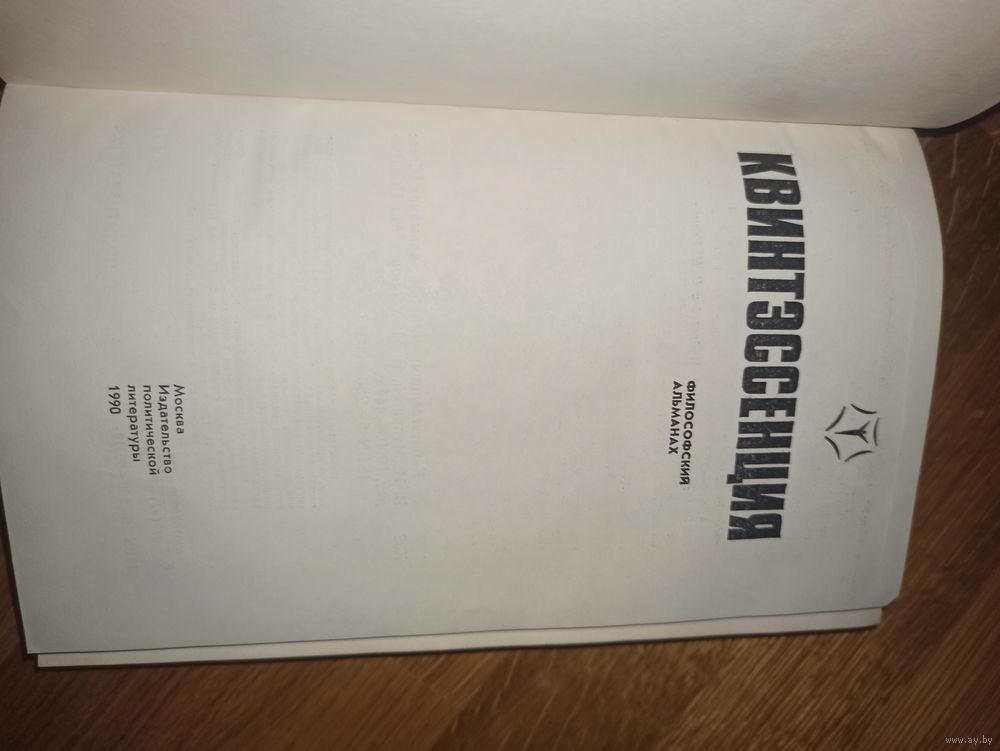 КВИНТЭССЕНЦИЯ
ФИЛОСОФСКИЙ
АЛЬМАНАХ
Москва
Издательство
политической
литературы
1990
www.ay.by